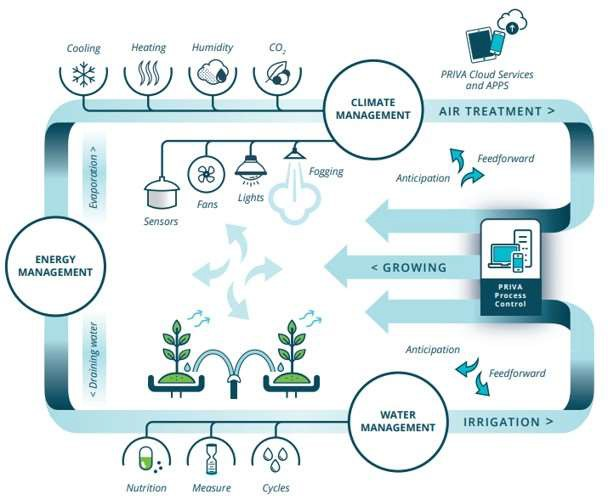 Cooling
Heating
Humidity
CO₂
PRIVA Cloud Services
and APPS
CLIMATE
MANAGEMENT
AIR TREATMENT >
Evaporation >
Sensors
Fans
Lights
Fogging
Anticipation
Feedforward
ENERGY
MANAGEMENT
< GROWING
PRIVA
Process
Control
< Draining water
Anticipation
Feedforward
WATER
MANAGEMENT
IRRIGATION >
Nutrition
Measure
Cycles